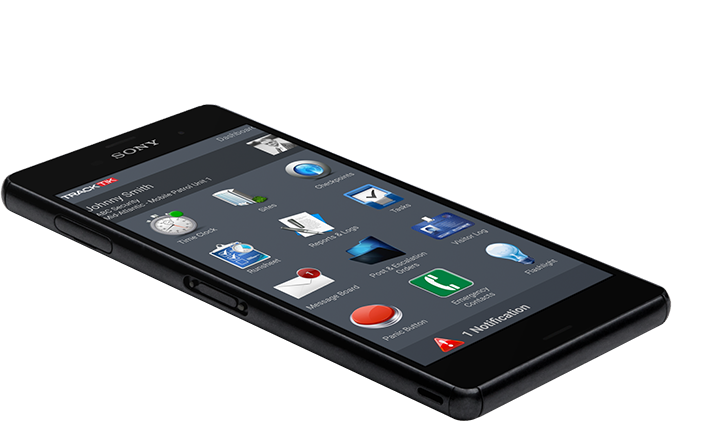 SONY
TRACKTIK
Dashboard
Johnny Smith
ABC Security
Mid Atlantic - Mobile Patrol Unit 1
Time Clock
Sites
Checkpoints
Runsheet
Reports & Logs
Tasks
Message Board
1
Post & Escalation
Orders
Visitor Log
Panic Button
Emergency
Contacts
Flashlight
1 Notification